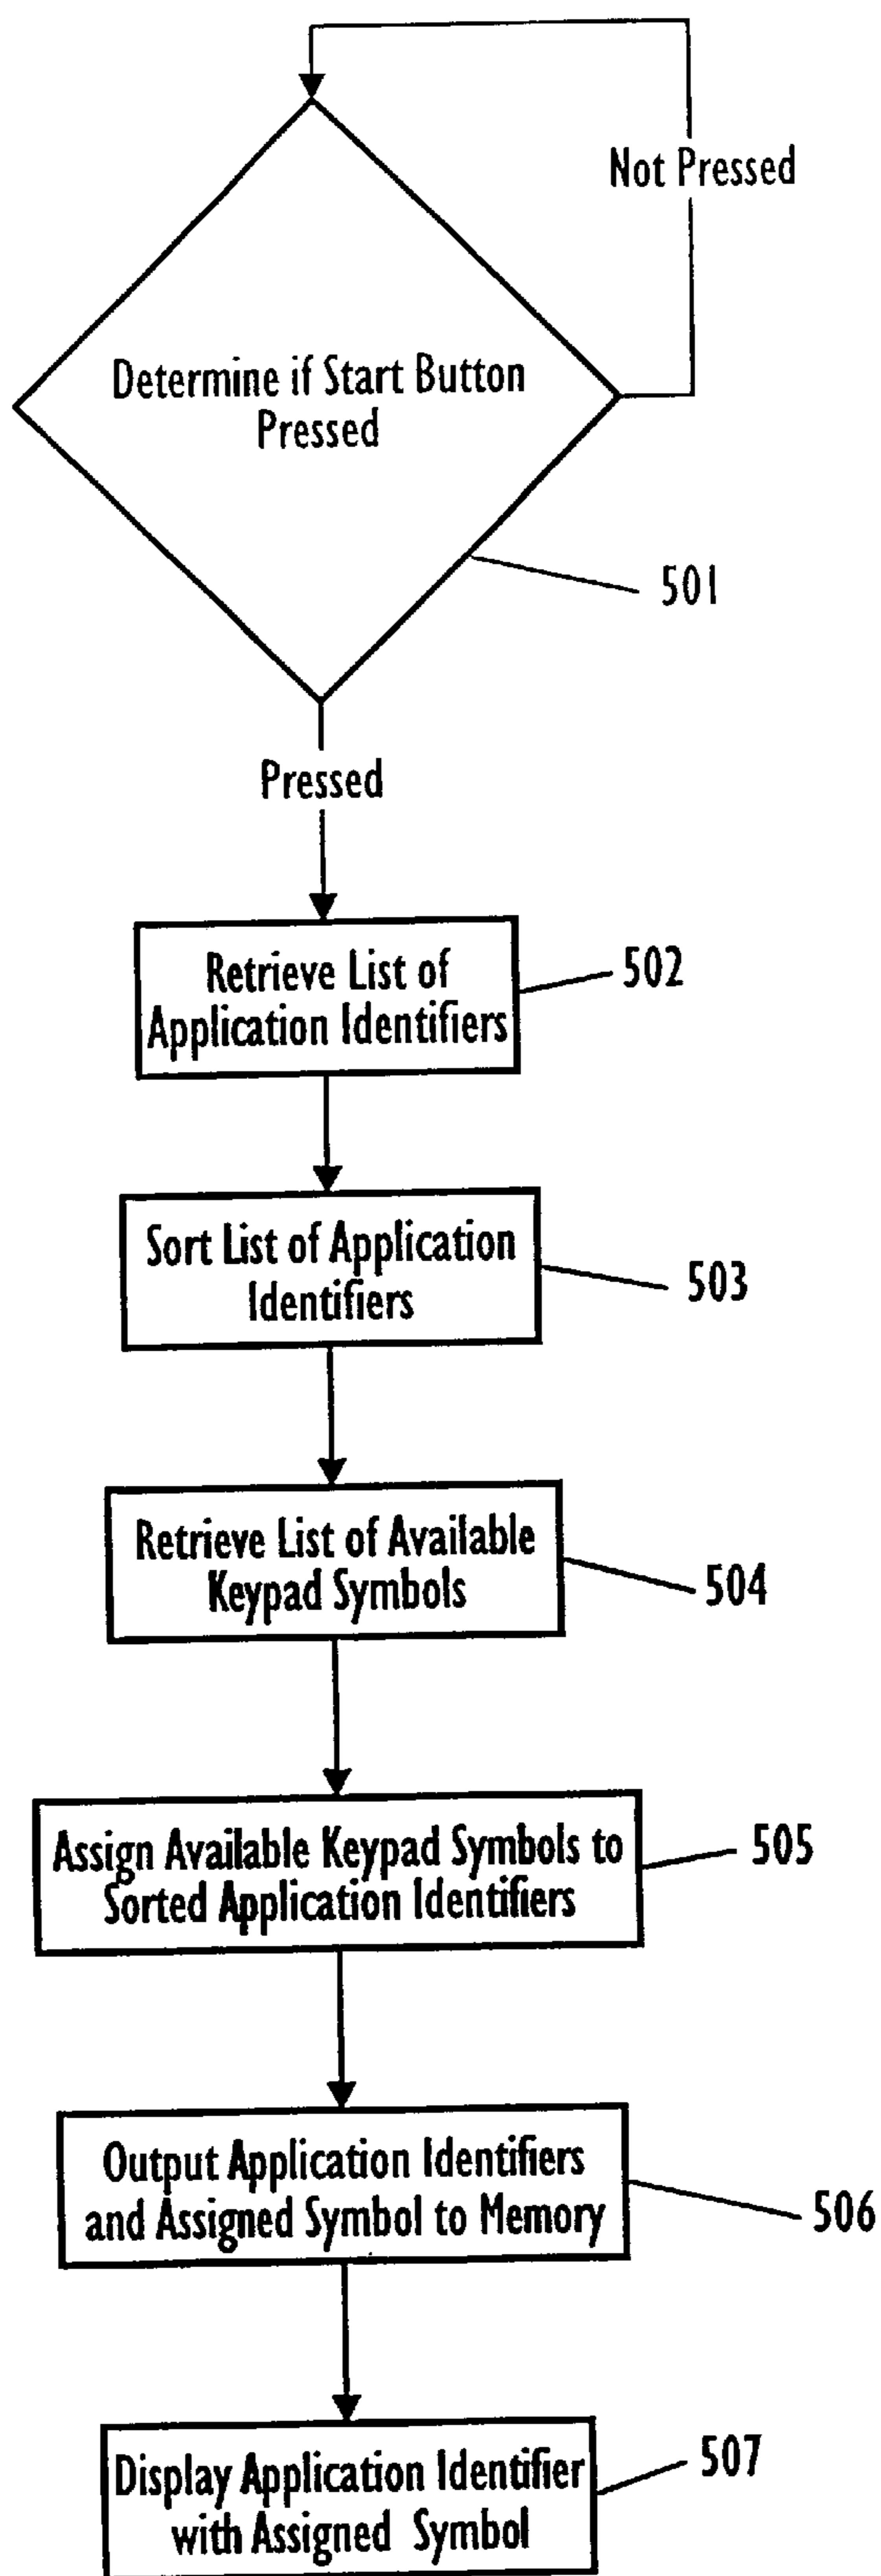 Not Pressed
Determine if Start Button
Pressed
501
Pressed
Retrieve List of
Application Identifiers
502
Sort List of Application
Identifiers
503
Retrieve List of Available
Keypad Symbols
504
Assign Available Keypad Symbols to
Sorted Application Identifiers
505
Output Application Identifiers
and Assigned Symbol to Memory
506
Display Application Identifier
with Assigned Symbol
507